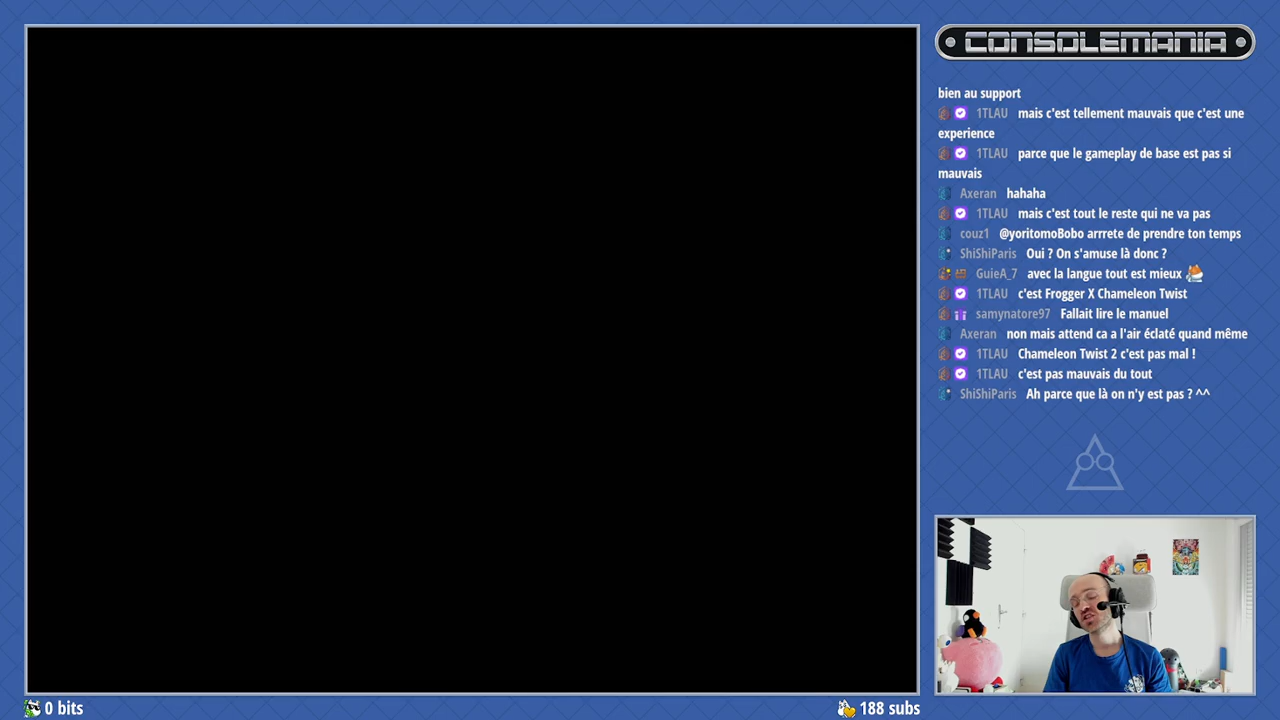 CONSOLEMANIA
bien au support
1TLAU mais c'est tellement mauvais que c'est une
experience
1TLAU parce que le gameplay de base est pas si
mauvais
Axeran hahaha
1TLAU mais c'est tout le reste qui ne va pas
couz1 @yoritomoBobo arrrete de prendre ton temps
ShiShiParis Oui ? On s'amuse là donc ?
GuieA_7 avec la langue tout est mieux
1TLAU c'est Frogger X Chameleon Twist
samynatore97 Fallait lire le manuel
Axeran non mais attend ca a l'air éclaté quand même
1TLAU Chameleon Twist 2 c'est pas mal !
1TLAU c'est pas mauvais du tout
ShiShiParis Ah parce que là on n'y est pas ? ^^
0 bits
188 subs